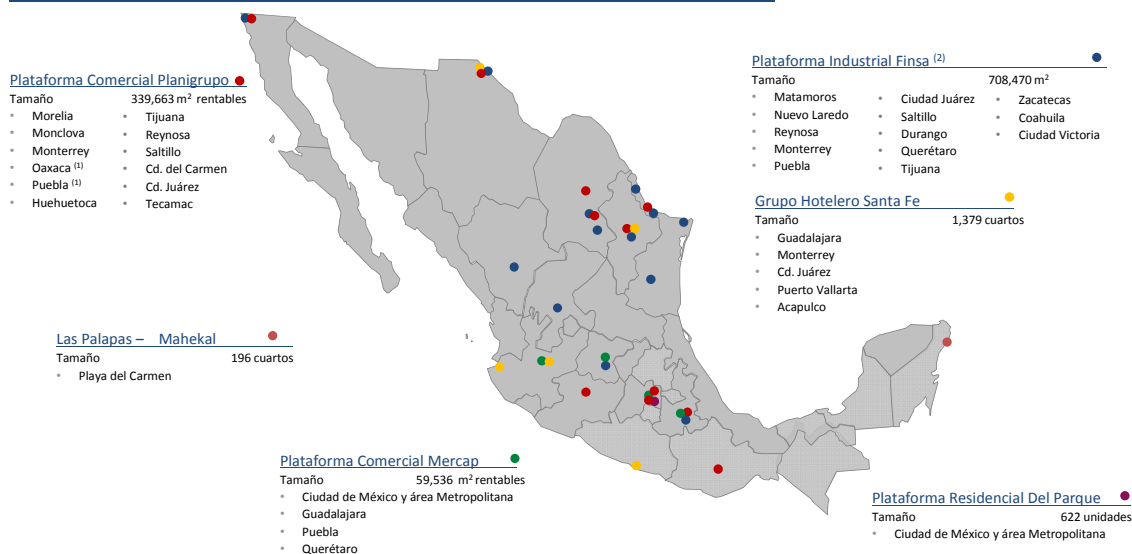 Plataforma Comercial Planigrupo
Tamaño 339,663 m² rentables
• Morelia
• Monclova
• Monterrey
• Oaxaca (1)
• Puebla (1)
• Huehuetoca
• Tijuana
• Reynosa
• Saltillo
• Cd. del Carmen
• Cd. Juárez
• Tecamac
Plataforma Industrial Finsa (2)
Tamaño 708,470 m²
• Matamoros
• Nuevo Laredo
• Reynosa
• Monterrey
• Puebla
• Ciudad Juárez
• Saltillo
• Durango
• Querétaro
• Tijuana
• Zacatecas
• Coahuila
• Ciudad Victoria
Grupo Hotelero Santa Fe
Tamaño 1,379 cuartos
• Guadalajara
• Monterrey
• Cd. Juárez
• Puerto Vallarta
• Acapulco
Las Palapas – Mahekal
Tamaño 196 cuartos
• Playa del Carmen
Plataforma Comercial Mercap
Tamaño 59,536 m² rentables
• Ciudad de México y área Metropolitana
• Guadalajara
• Puebla
• Querétaro
Plataforma Residencial Del Parque
Tamaño 622 unidades
• Ciudad de México y área Metropolitana